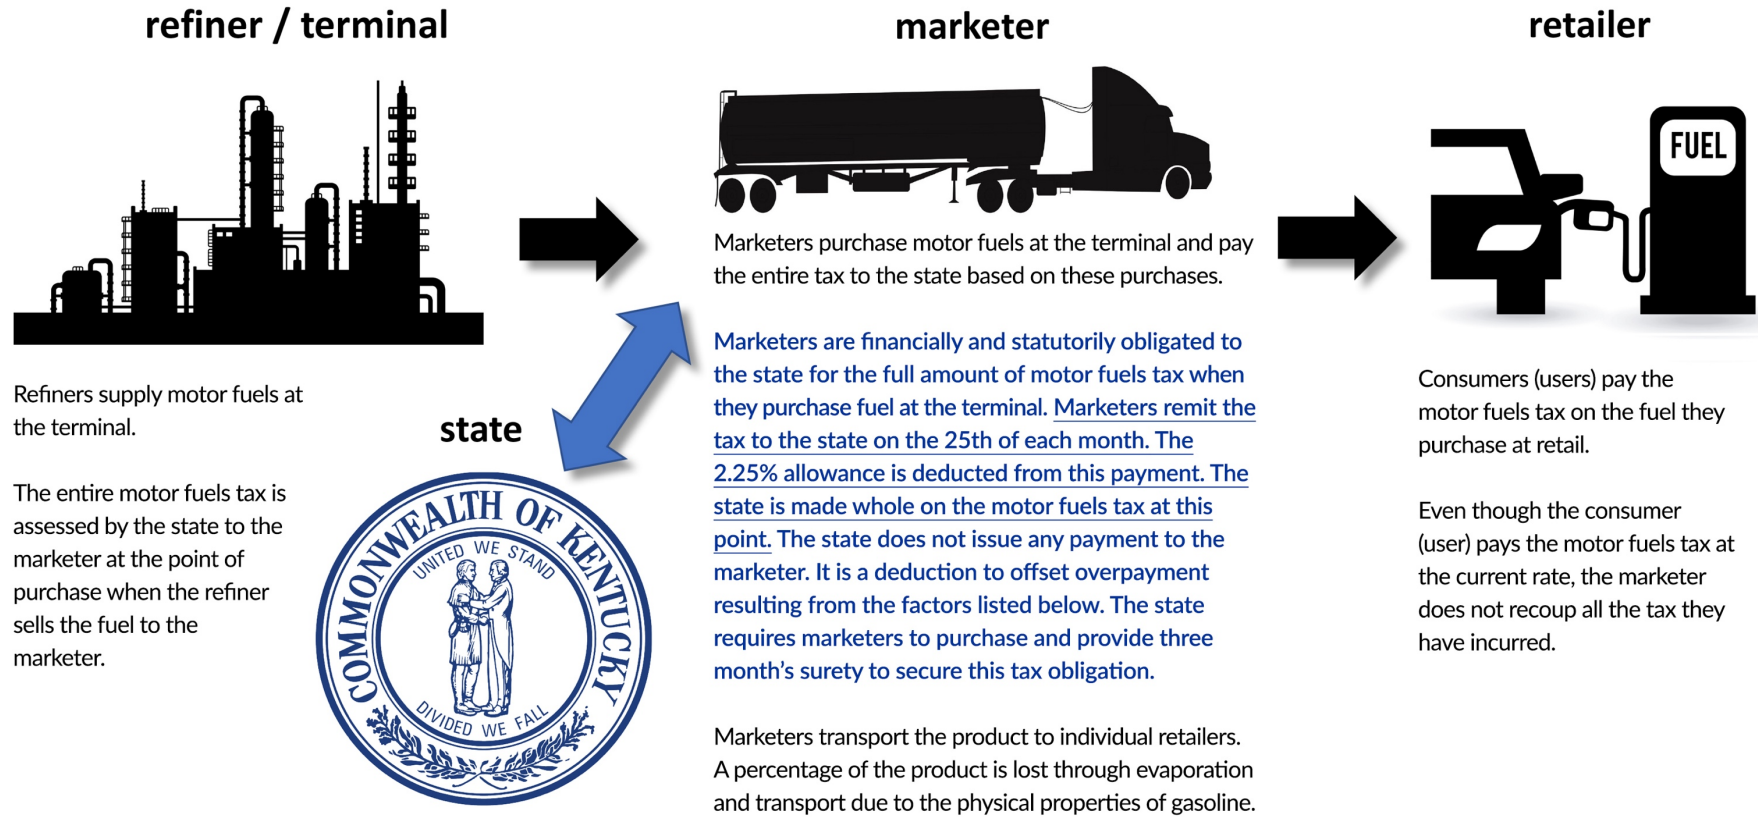 refiner / terminal
Refiners supply motor fuels at
the terminal.
The entire motor fuels tax is
assessed by the state to the
marketer at the point of
purchase when the refiner
sells the fuel to the
marketer.
state
COMMONWEALTH OF KENTUCKY
UNITED WE STAND
DIVIDED WE FALL
marketer
Marketers purchase motor fuels at the terminal and pay
the entire tax to the state based on these purchases.
Marketers are financially and statutorily obligated to
the state for the full amount of motor fuels tax when
they purchase fuel at the terminal. Marketers remit the
tax to the state on the 25th of each month. The
2.25% allowance is deducted from this payment. The
state is made whole on the motor fuels tax at this
point. The state does not issue any payment to the
marketer. It is a deduction to offset overpayment
resulting from the factors listed below. The state
requires marketers to purchase and provide three
month's surety to secure this tax obligation.
Marketers transport the product to individual retailers.
A percentage of the product is lost through evaporation
and transport due to the physical properties of gasoline.
retailer
FUEL
Consumers (users) pay the
motor fuels tax on the fuel they
purchase at retail.
Even though the consumer
(user) pays the motor fuels tax at
the current rate, the marketer
does not recoup all the tax they
have incurred.